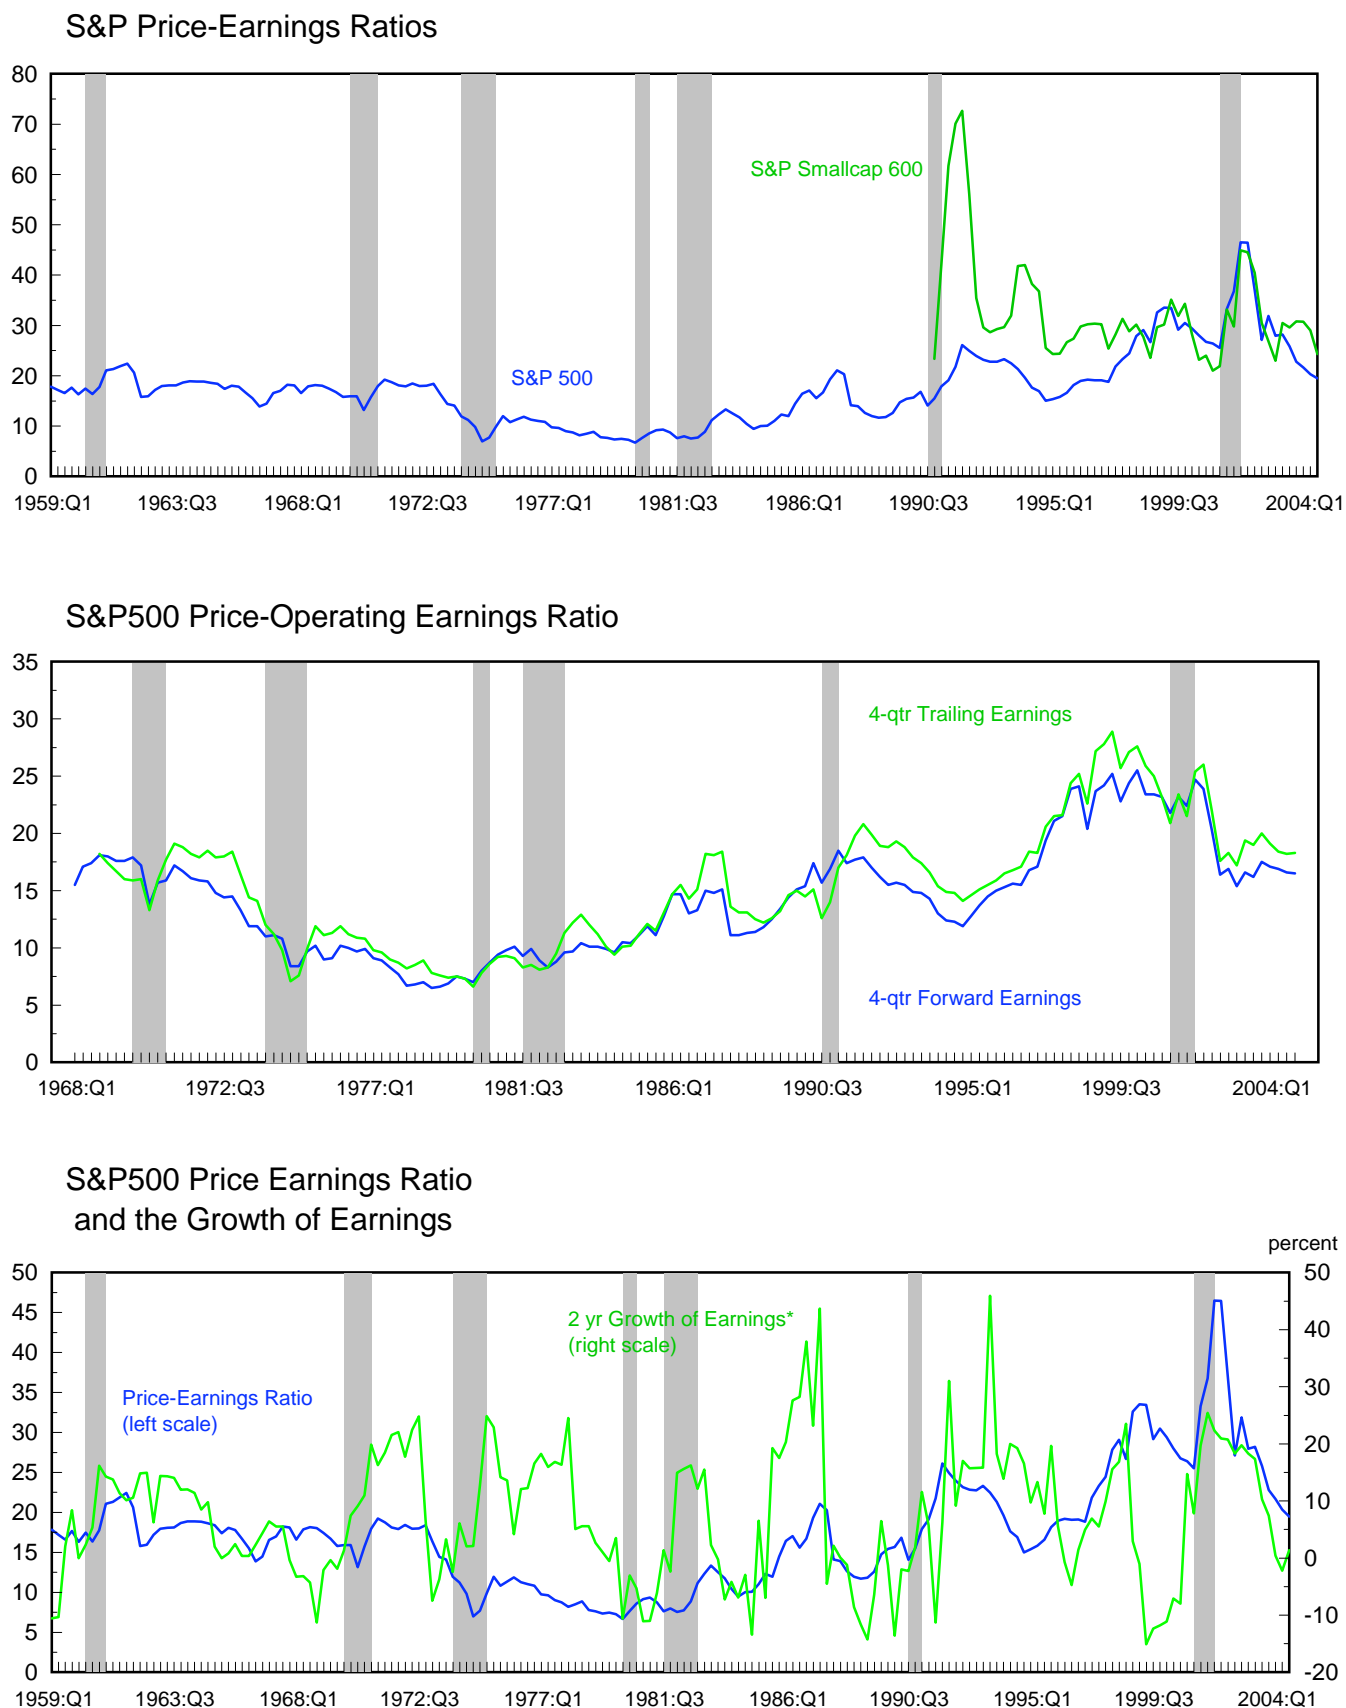 S&P Price-Earnings Ratios
80
70
60
50
40
30
20
10
0
S&P Smallcap 600
S&P 500
1959:Q1 1963:Q3 1968:Q1 1972:Q3 1977:Q1 1981:Q3 1986:Q1 1990:Q3 1995:Q1 1999:Q3 2004:Q1
S&P500 Price-Operating Earnings Ratio
35
30
25
20
15
10
5
0
4-qtr Trailing Earnings
4-qtr Forward Earnings
1968:Q1 1972:Q3 1977:Q1 1981:Q3 1986:Q1 1990:Q3 1995:Q1 1999:Q3 2004:Q1
S&P500 Price Earnings Ratio
and the Growth of Earnings
percent
50
45
40
35
30
25
20
15
10
5
0
2 yr Growth of Earnings*
(right scale)
Price-Earnings Ratio
(left scale)
50
40
30
20
10
0
-10
-20
1959:Q1 1963:Q3 1968:Q1 1972:Q3 1977:Q1 1981:Q3 1986:Q1 1990:Q3 1995:Q1 1999:Q3 2004:Q1